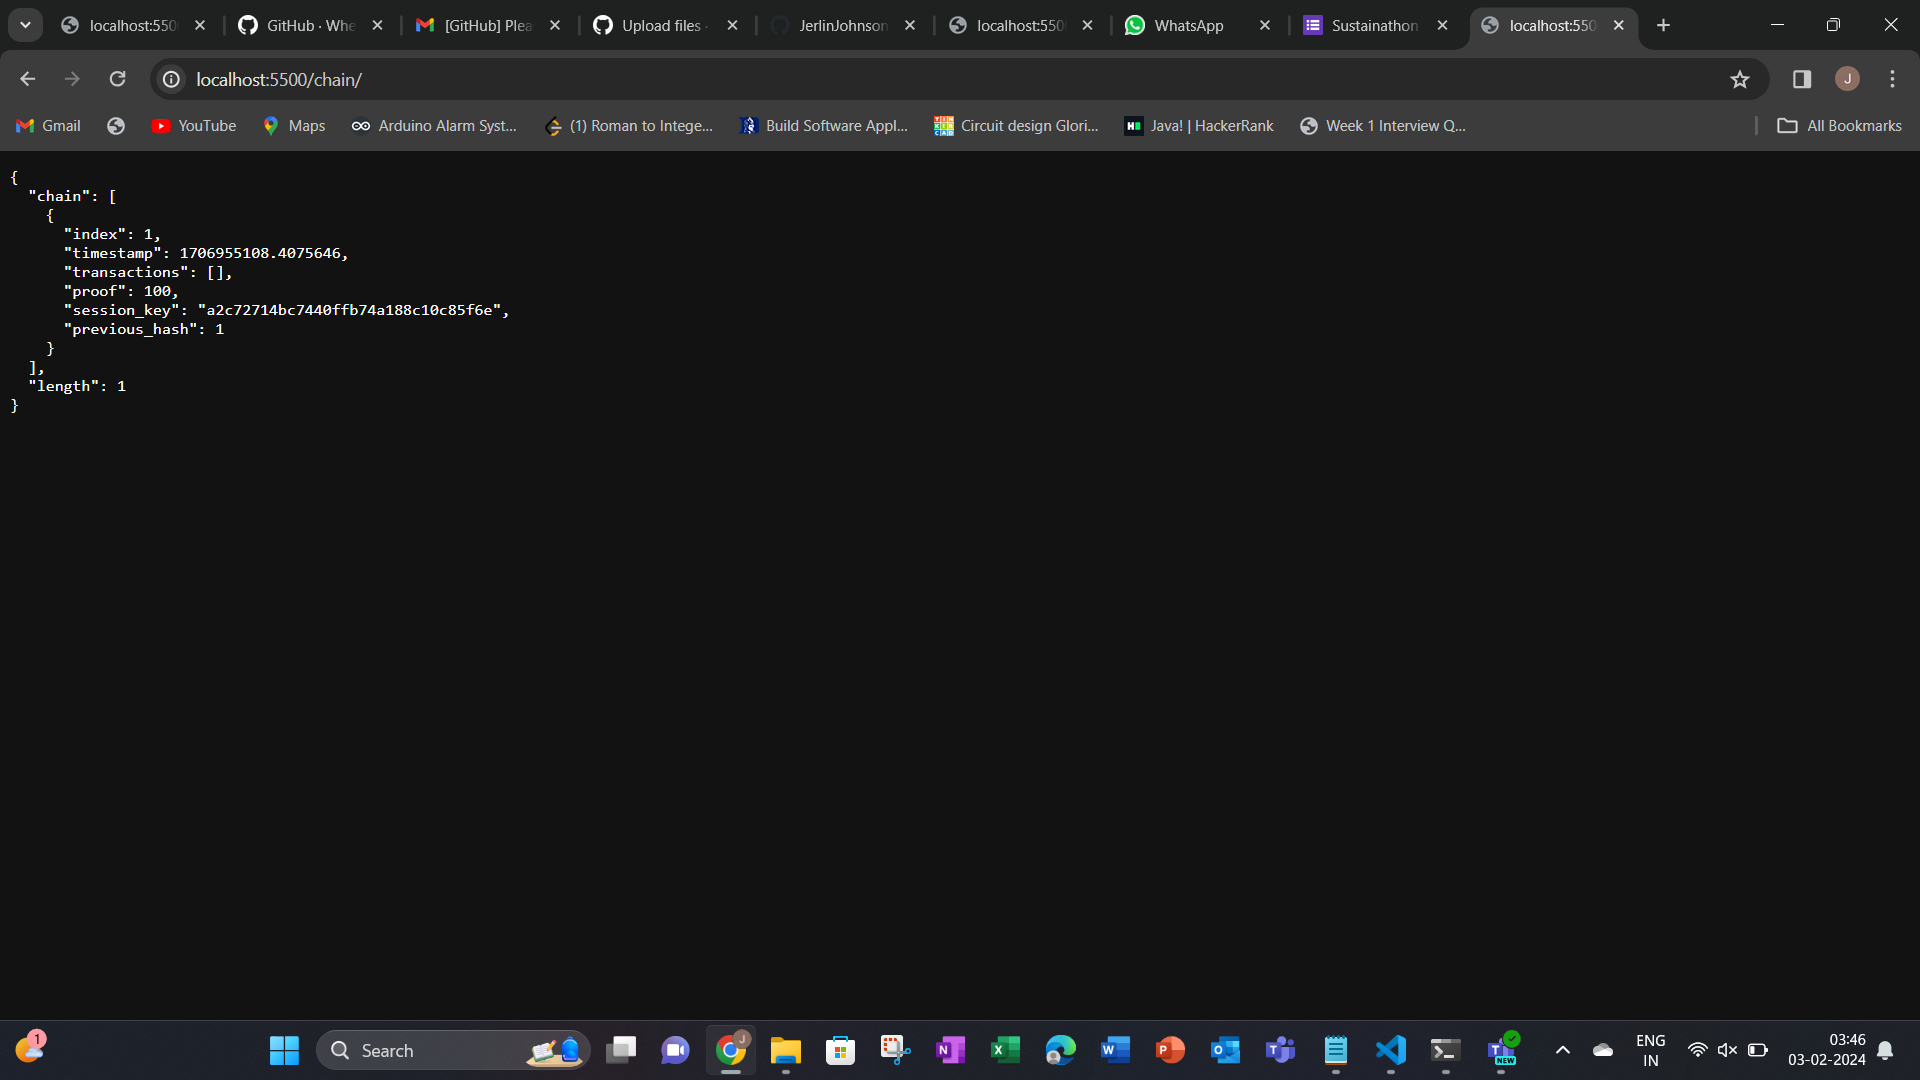 localhost:550
GitHub · Whe
[GitHub] Plea
Upload files ·
JerlinJohnson
localhost:550
WhatsApp
Sustainathon
localhost:550
localhost:5500/chain/
J
Gmail
YouTube
Maps
Arduino Alarm Syst...
(1) Roman to Intege...
Build Software Appl...
Circuit design Glori...
Java! | HackerRank
Week 1 Interview Q...
All Bookmarks
{
"chain": [
{
"index": 1,
"timestamp": 1706955108.4075646,
"transactions": [],
"proof": 100,
"session_key": "a2c72714bc7440ffb74a188c10c85f6e",
"previous_hash": 1
}
],
"length": 1
}
1
Search
J
NEW
ENG
IN
03:46
03-02-2024